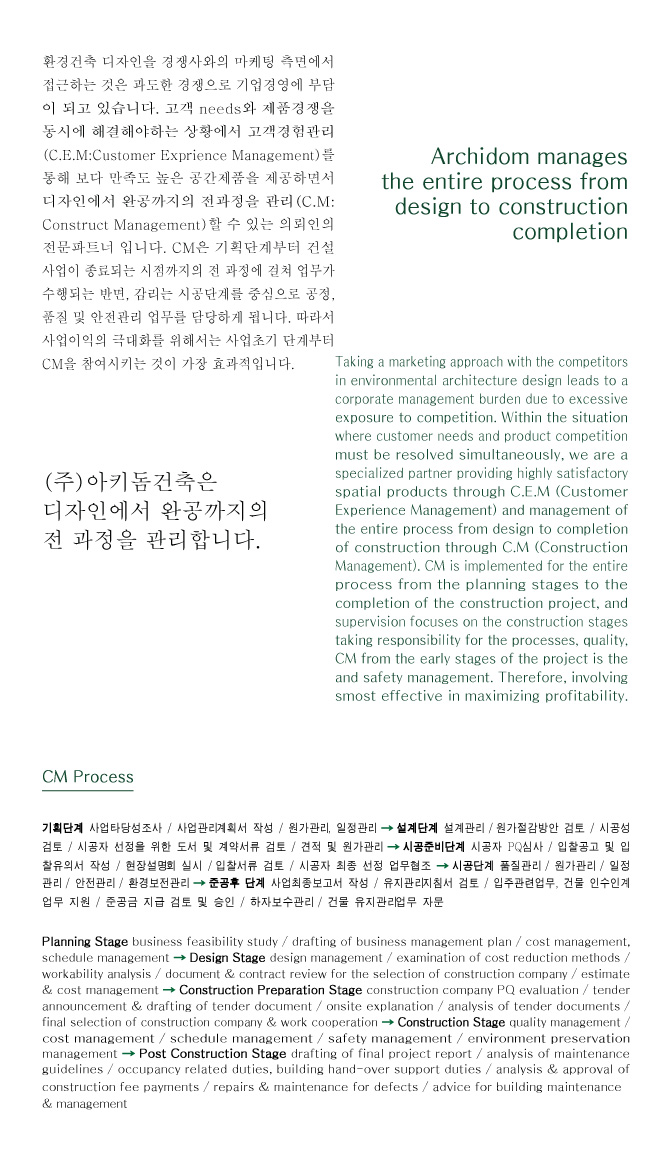 환경건축 디자인을 경쟁사와의 마케팅 측면에서
접근하는 것은 과도한 경쟁으로 기업경영에 부담
이 되고 있습니다. 고객 needs와 제품경쟁을
동시에 해결해야하는 상황에서 고객경험관리
(C.E.M:Customer Exprience Management)를
통해 보다 만족도 높은 공간제품을 제공하면서
디자인에서 완공까지의 전과정을 관리(C.M:
Construct Management)할 수 있는 의뢰인의
전문파트너 입니다. CM은 기획단계부터 건설
사업이 종료되는 시점까지의 전 과정에 걸쳐 업무가
수행되는 반면, 감리는 시공단계를 중심으로 공정,
품질 및 안전관리 업무를 담당하게 됩니다. 따라서
사업이익의 극대화를 위해서는 사업초기 단계부터
CM을 참여시키는 것이 가장 효과적입니다.
Archidom manages
the entire process from
design to construction
completion
Taking a marketing approach with the competitors
in environmental architecture design leads to a
corporate management burden due to excessive
exposure to competition. Within the situation
where customer needs and product competition
must be resolved simultaneously, we are a
specialized partner providing highly satisfactory
spatial products through C.E.M (Customer
Experience Management) and management of
the entire process from design to completion
of construction through C.M (Construction
Management). CM is implemented for the entire
process from the planning stages to the
completion of the construction project, and
supervision focuses on the construction stages
taking responsibility for the processes, quality,
CM from the early stages of the project is the
and safety management. Therefore, involving
smost effective in maximizing profitability.
(주)아키돔건축은
디자인에서 완공까지의
전 과정을 관리합니다.
CM Process
기획단계 사업타당성조사 / 사업관리계획서 작성 / 원가관리, 일정관리 → 설계단계 설계관리 / 원가절감방안 검토 / 시공성
검토 / 시공자 선정을 위한 도서 및 계약서류 검토 / 견적 및 원가관리 → 시공준비단계 시공자 PQ심사 / 입찰공고 및 입
찰유의서 작성 / 현장설명회 실시 / 입찰서류 검토 / 시공자 최종 선정 업무협조 → 시공단계 품질관리 / 원가관리 / 일정
관리 / 안전관리 / 환경보전관리 → 준공후 단계 사업최종보고서 작성 / 유지관리지침서 검토 / 입주관련업무, 건물 인수인계
업무 지원 / 준공금 지급 검토 및 승인 / 하자보수관리 / 건물 유지관리업무 자문
Planning Stage business feasibility study / drafting of business management plan / cost management,
schedule management → Design Stage design management / examination of cost reduction methods /
workability analysis / document & contract review for the selection of construction company / estimate
& cost management → Construction Preparation Stage construction company PQ evaluation / tender
announcement & drafting of tender document / onsite explanation / analysis of tender documents /
final selection of construction company & work cooperation → Construction Stage quality management /
cost management / schedule management / safety management / environment preservation
management → Post Construction Stage drafting of final project report / analysis of maintenance
guidelines / occupancy related duties, building hand-over support duties / analysis & approval of
construction fee payments / repairs & maintenance for defects / advice for building maintenance
& management